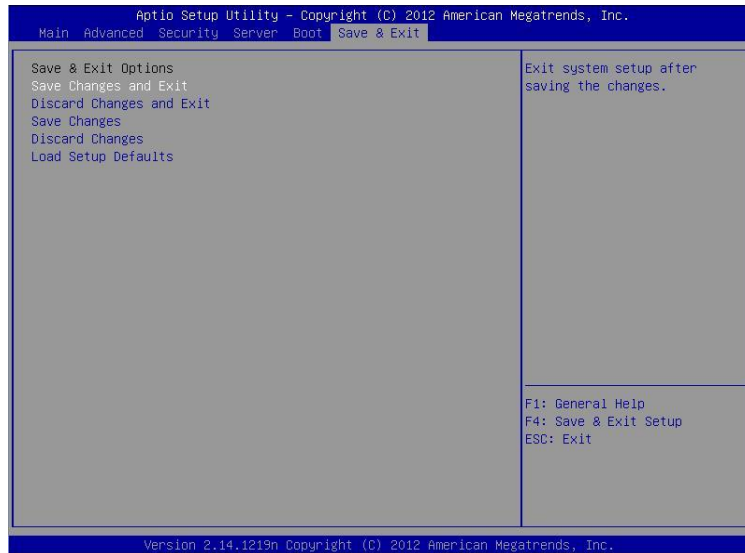 Aptio Setup Utility – Copyright (C) 2012 American Megatrends, Inc.
Main Advanced Security Server Boot Save & Exit
Save & Exit Options
Save Changes and Exit
Discard Changes and Exit
Save Changes
Discard Changes
Load Setup Defaults
Exit system setup after
saving the changes.
F1: General Help
F4: Save & Exit Setup
ESC: Exit
Version 2.14.1219n Copyright (C) 2012 American Megatrends, Inc.